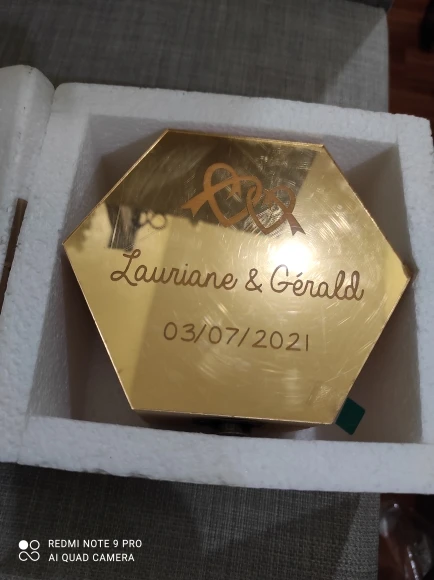 Lauriane & Gérald
03/07/2021
REDMI NOTE 9 PRO
AI QUAD CAMERA